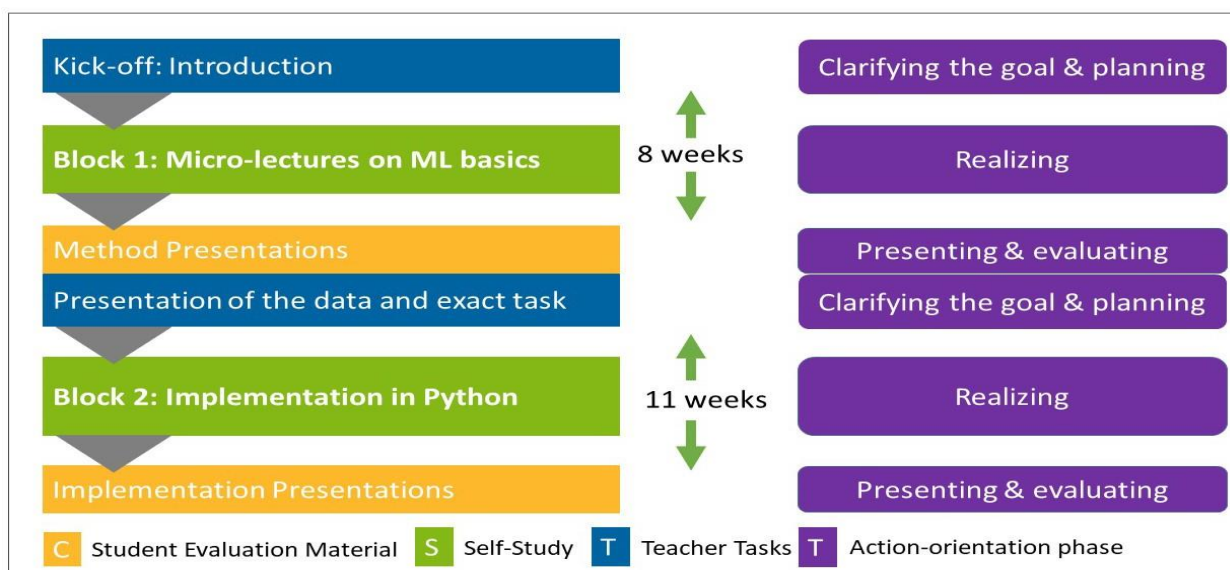 Kick-off: Introduction
Clarifying the goal & planning
Block 1: Micro-lectures on ML basics
8 weeks
Realizing
Method Presentations
Presenting & evaluating
Presentation of the data and exact task
Clarifying the goal & planning
Block 2: Implementation in Python
11 weeks
Realizing
Implementation Presentations
Presenting & evaluating
C Student Evaluation Material S Self-Study T Teacher Tasks T Action-orientation phase